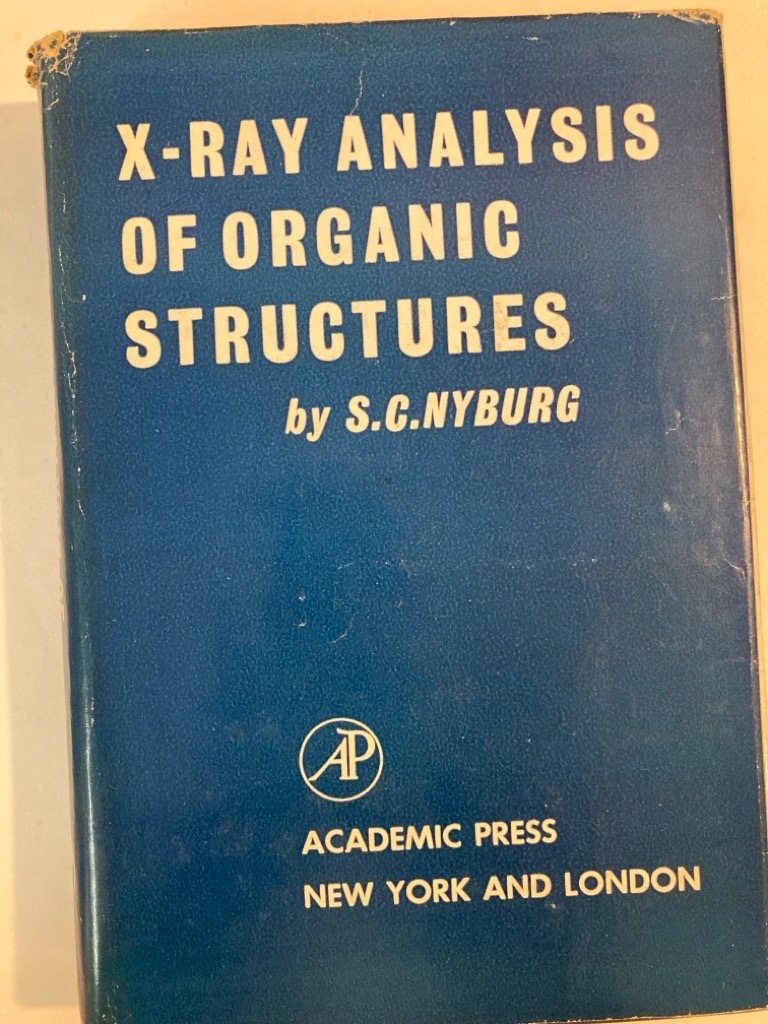 X-RAY ANALYSIS
OF ORGANIC
STRUCTURES
by S.C.NYBURG
AP
ACADEMIC PRESS
NEW YORK AND LONDON